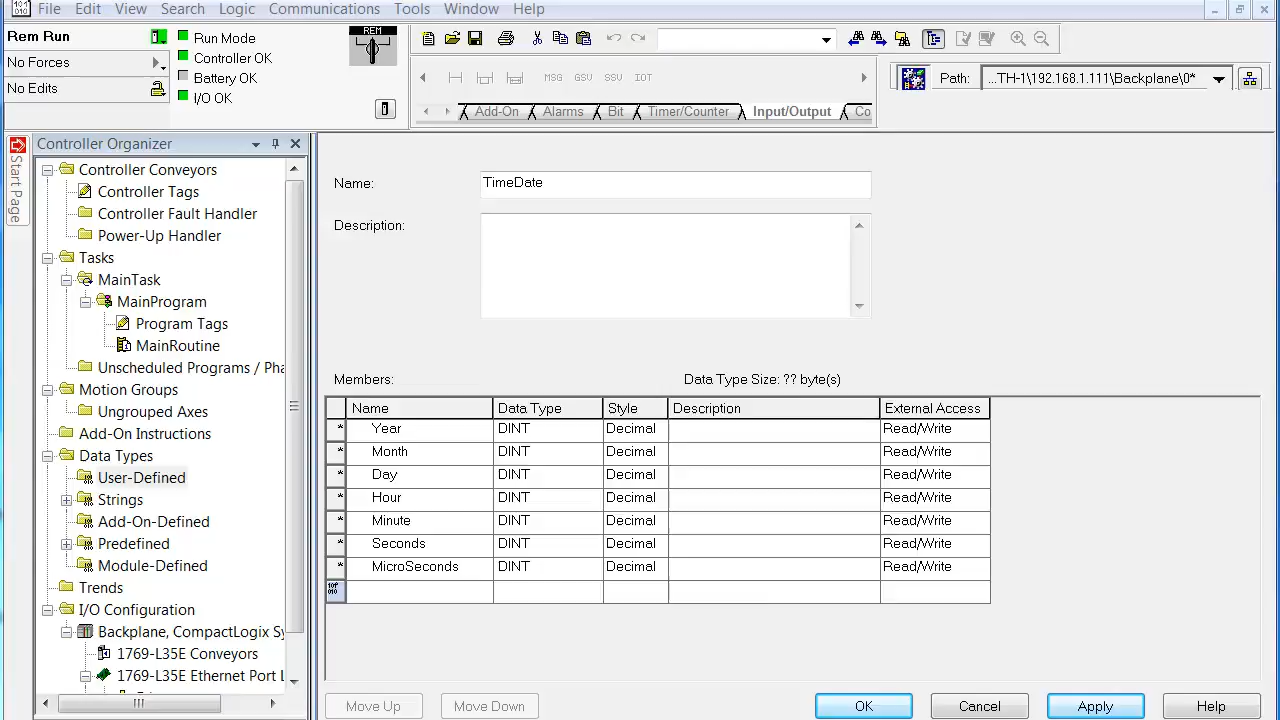 File Edit View Search Logic Communications Tools Window Help
Rem Run
No Forces
No Edits
Run Mode
Controller OK
Battery OK
I/O OK
REM
MSG GSV SSV IOT
Add-On Alarms Bit Timer/Counter Input/Output Co
Path: ...TH-1\192.168.1.111\Backplane\0*
Start Page
Controller Organizer
Controller Conveyors
Controller Tags
Controller Fault Handler
Power-Up Handler
Tasks
MainTask
MainProgram
Program Tags
MainRoutine
Unscheduled Programs / Pha
Motion Groups
Ungrouped Axes
Add-On Instructions
Data Types
User-Defined
Strings
Add-On-Defined
Predefined
Module-Defined
Trends
I/O Configuration
Backplane, CompactLogix Sy
1769-L35E Conveyors
1769-L35E Ethernet Port L
Name: TimeDate
Description:
Members: Data Type Size: ?? byte(s)
Name Data Type Style Description External Access
* Year DINT Decimal Read/Write
* Month DINT Decimal Read/Write
* Day DINT Decimal Read/Write
* Hour DINT Decimal Read/Write
* Minute DINT Decimal Read/Write
* Seconds DINT Decimal Read/Write
* MicroSeconds DINT Decimal Read/Write
Move Up Move Down OK Cancel Apply Help